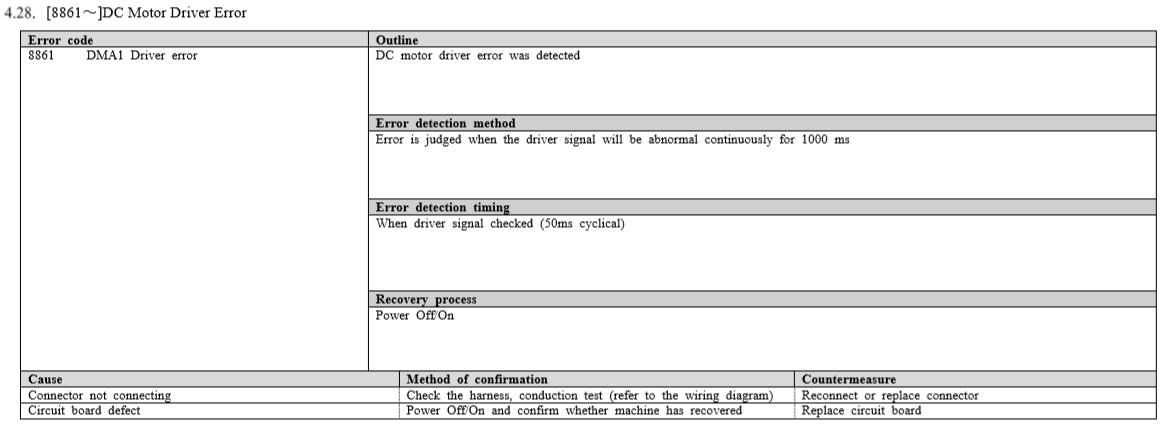 4.28. [8861～]DC Motor Driver Error
Error code
Outline
8861 DMA1 Driver error
DC motor driver error was detected
Error detection method
Error is judged when the driver signal will be abnormal continuously for 1000 ms
Error detection timing
When driver signal checked (50ms cyclical)
Recovery process
Power Off/On
Cause
Method of confirmation
Countermeasure
Connector not connecting
Check the harness, conduction test (refer to the wiring diagram)
Reconnect or replace connector
Circuit board defect
Power Off/On and confirm whether machine has recovered
Replace circuit board